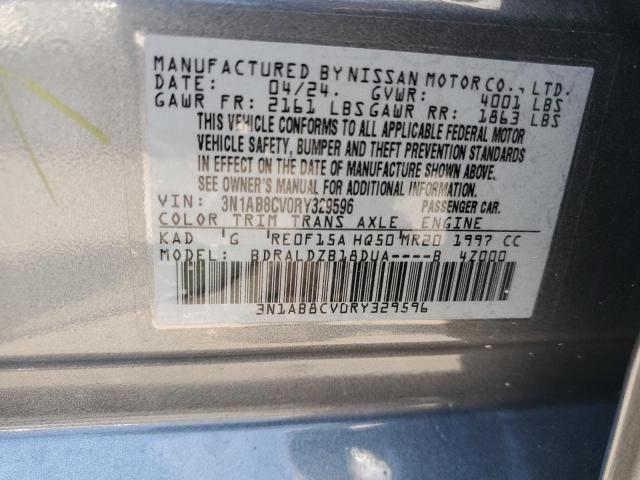 MANUFACTURED BY NISSAN MOTOR CO., LTD.
DATE: 04/24. GVWR: 4001 LBS
GAWR FR: 2161 LBS GAWR RR: 1863 LBS
THIS VEHICLE CONFORMS TO ALL APPLICABLE FEDERAL MOTOR
VEHICLE SAFETY, BUMPER AND THEFT PREVENTION STANDARDS
IN EFFECT ON THE DATE OF MANUFACTURE SHOWN ABOVE.
SEE OWNER'S MANUAL FOR ADDITIONAL INFORMATION.
VIN: 3N1AB8CV0RY329596 PASSENGER CAR.
COLOR TRIM TRANS AXLE ENGINE
KAD 'G 'RE0F15A HQ50'MR20 1997 CC
MODEL: BDRALDZB18DUA----B 4Z000
3N1AB8CV0RY329596